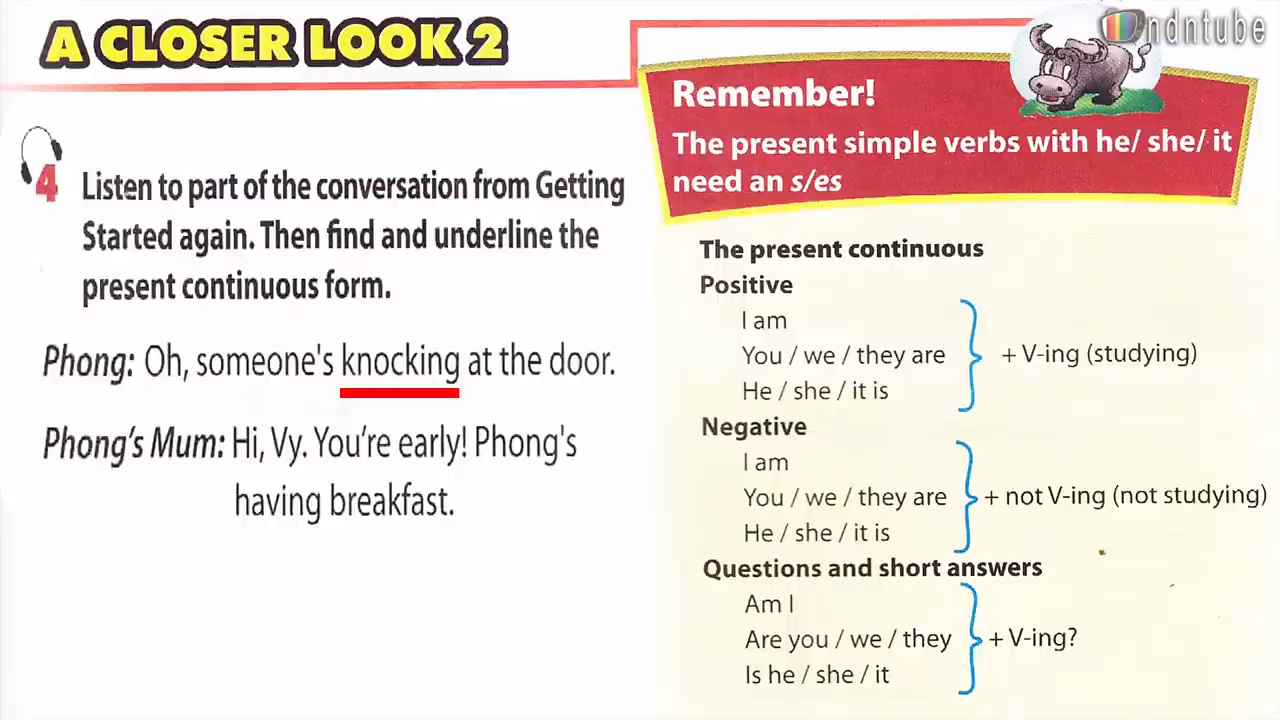 A CLOSER LOOK 2
ndntube
4
Listen to part of the conversation from Getting
Started again. Then find and underline the
present continuous form.
Phong: Oh, someone's knocking at the door.
Phong's Mum: Hi, Vy. You're early! Phong's
having breakfast.
Remember!
The present simple verbs with he/ she/ it
need an s/es
The present continuous
Positive
I am
You / we / they are
He / she / it is
+ V-ing (studying)
Negative
I am
You / we / they are
He / she / it is
+ not V-ing (not studying)
Questions and short answers
Am I
Are you / we / they
Is he / she / it
+ V-ing?